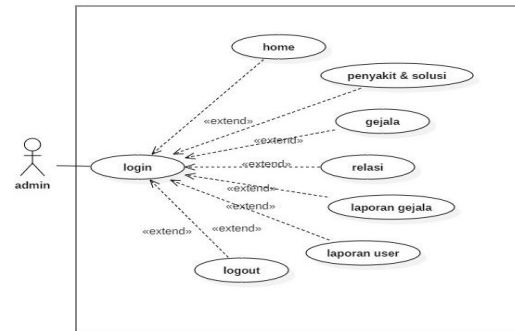 home
penyakit & solusi
«extend»
gejala
«extend»
«extend»
relasi
login
admin
«extend»
laporan gejala
«extend»
«extend»
«extend»
laporan user
logout